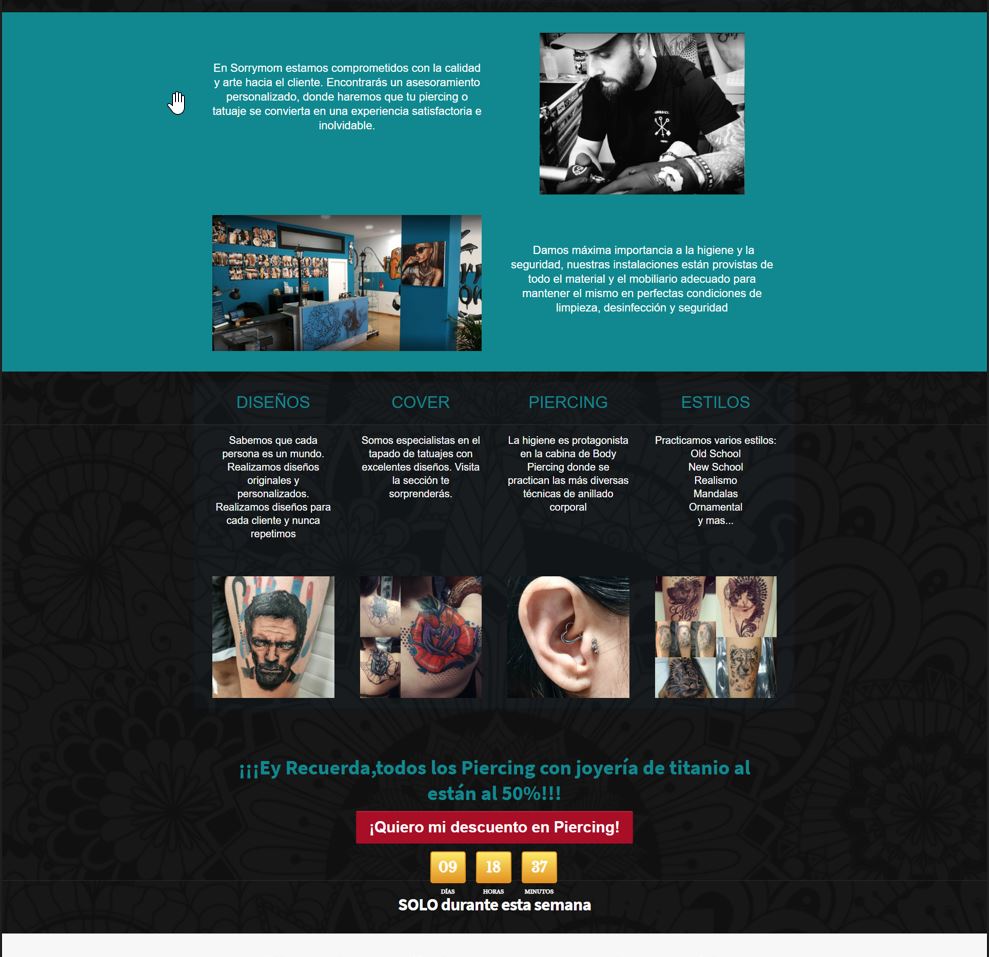 En Sorrymom estamos comprometidos con la calidad
y arte hacia el cliente. Encontrarás un asesoramiento
personalizado, donde haremos que tu piercing o
tatuaje se convierta en una experiencia satisfactoria e
inolvidable.
Damos máxima importancia a la higiene y la
seguridad, nuestras instalaciones están provistas de
todo el material y el mobiliario adecuado para
mantener el mismo en perfectas condiciones de
limpieza, desinfección y seguridad
DISEÑOS
Sabemos que cada
persona es un mundo.
Realizamos diseños
originales y
personalizados.
Realizamos diseños para
cada cliente y nunca
repetimos
COVER
Somos especialistas en el
tapado de tatuajes con
excelentes diseños. Visita
la sección te
sorprenderás.
PIERCING
La higiene es protagonista
en la cabina de Body
Piercing donde se
practican las más diversas
técnicas de anillado
corporal
ESTILOS
Practicamos varios estilos:
Old School
New School
Realismo
Mandalas
Ornamental
y mas...
¡¡¡Ey Recuerda,todos los Piercing con joyería de titanio al
están al 50%!!!
¡Quiero mi descuento en Piercing!
09 18 37
DÍAS HORAS MINUTOS
SOLO durante esta semana